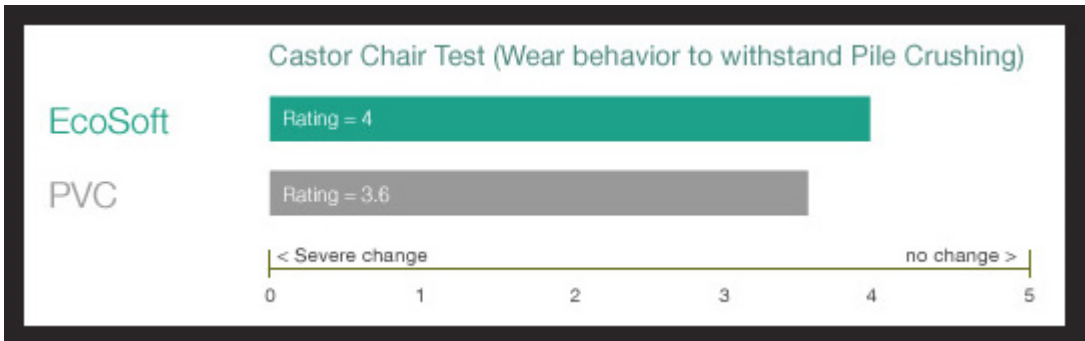 Castor Chair Test (Wear behavior to withstand Pile Crushing)
EcoSoft
Rating = 4
PVC
Rating = 3.6
< Severe change
no change >
0 1 2 3 4 5